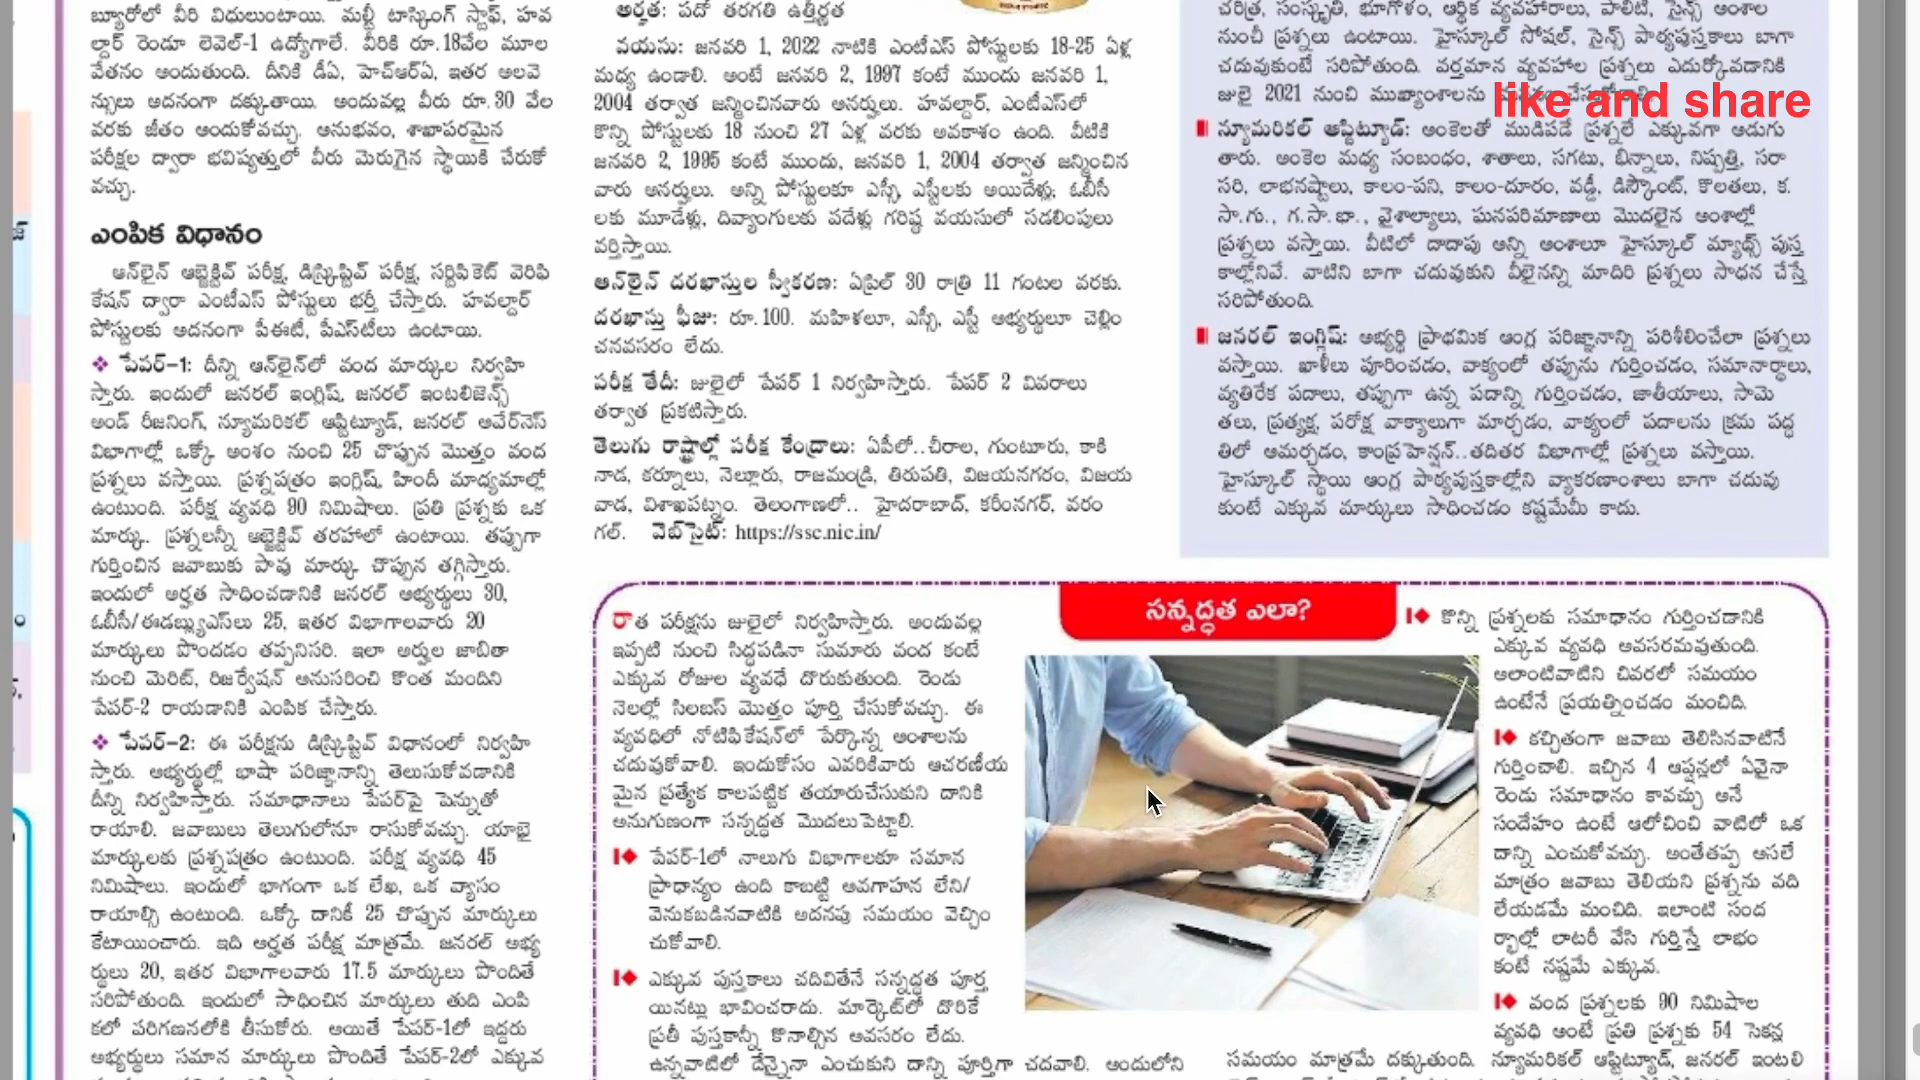 బ్యూరోలో వీరి విధులుంటాయి. మల్టీ టాస్కింగ్ స్టాఫ్, హవ
ల్దార్ రెండూ లెవెల్-1 ఉద్యోగాలే. వీరికి రూ.18వేల మూల
వేతనం అందుతుంది. దీనికి డీఏ, హెచ్ఆర్ఏ, ఇతర అలవె
న్సులు అదనంగా దక్కుతాయి. అందువల్ల వీరు రూ.30 వేల
వరకు జీతం అందుకోవచ్చు. అనుభవం, శాఖాపరమైన
పరీక్షల ద్వారా భవిష్యత్తులో వీరు మెరుగైన స్థాయికి చేరుకో
వచ్చు.
ఎంపిక విధానం
ఆన్‌లైన్ ఆబ్జెక్టివ్ పరీక్ష, డిస్క్రిప్టివ్ పరీక్ష, సర్టిఫికెట్ వెరిఫి
కేషన్ ద్వారా ఎంటీఎస్ పోస్టులు భర్తీ చేస్తారు. హవల్దార్
పోస్టులకు అదనంగా పీఈటీ, పీఎస్‌టీలు ఉంటాయి.
❖ పేపర్-1: దీన్ని ఆన్‌లైన్‌లో వంద మార్కుల నిర్వహి
స్తారు. ఇందులో జనరల్ ఇంగ్లిష్, జనరల్ ఇంటలిజెన్స్
అండ్ రీజనింగ్, న్యూమరికల్ ఆప్టిట్యూడ్, జనరల్ అవేర్‌నెస్
విభాగాల్లో ఒక్కో అంశం నుంచి 25 చొప్పున మొత్తం వంద
ప్రశ్నలు వస్తాయి. ప్రశ్నపత్రం ఇంగ్లిష్, హిందీ మాధ్యమాల్లో
ఉంటుంది. పరీక్ష వ్యవధి 90 నిమిషాలు. ప్రతి ప్రశ్నకు ఒక
మార్కు. ప్రశ్నలన్నీ ఆబ్జెక్టివ్ తరహాలో ఉంటాయి. తప్పుగా
గుర్తించిన జవాబుకు పావు మార్కు చొప్పున తగ్గిస్తారు.
ఇందులో అర్హత సాధించడానికి జనరల్ అభ్యర్థులు 30,
ఓబీసీ/ఈడబ్ల్యుఎస్‌లు 25, ఇతర విభాగాలవారు 20
మార్కులు పొందడం తప్పనిసరి. ఇలా అర్హుల జాబితా
నుంచి మెరిట్, రిజర్వేషన్ అనుసరించి కొంత మందిని
పేపర్-2 రాయడానికి ఎంపిక చేస్తారు.
❖ పేపర్-2: ఈ పరీక్షను డిస్క్రిప్టివ్ విధానంలో నిర్వహి
స్తారు. అభ్యర్థుల్లో భాషా పరిజ్ఞానాన్ని తెలుసుకోవడానికి
దీన్ని నిర్వహిస్తారు. సమాధానాలు పేపర్‌పై పెన్నుతో
రాయాలి. జవాబులు తెలుగులోనూ రాసుకోవచ్చు. యాభై
మార్కులకు ప్రశ్నపత్రం ఉంటుంది. పరీక్ష వ్యవధి 45
నిమిషాలు. ఇందులో భాగంగా ఒక లేఖ, ఒక వ్యాసం
రాయాల్సి ఉంటుంది. ఒక్కో దానికీ 25 చొప్పున మార్కులు
కేటాయించారు. ఇది అర్హత పరీక్ష మాత్రమే. జనరల్ అభ్య
ర్థులు 20, ఇతర విభాగాలవారు 17.5 మార్కులు పొందితే
సరిపోతుంది. ఇందులో సాధించిన మార్కులు తుది ఎంపి
కలో పరిగణనలోకి తీసుకోరు. అయితే పేపర్-1లో ఇద్దరు
అభ్యర్థులు సమాన మార్కులు పొందితే పేపర్-2లో ఎక్కువ
అర్హత: పదో తరగతి ఉత్తీర్ణత
వయసు: జనవరి 1, 2022 నాటికి ఎంటీఎస్ పోస్టులకు 18-25 ఏళ్ల
మధ్య ఉండాలి. అంటే జనవరి 2, 1997 కంటే ముందు జనవరి 1,
2004 తర్వాత జన్మించినవారు అనర్హులు. హవల్దార్, ఎంటీఎస్‌లో
కొన్ని పోస్టులకు 18 నుంచి 27 ఏళ్ల వరకు అవకాశం ఉంది. వీటికి
జనవరి 2, 1995 కంటే ముందు, జనవరి 1, 2004 తర్వాత జన్మించిన
వారు అనర్హులు. అన్ని పోస్టులకూ ఎస్సీ, ఎస్టీలకు అయిదేళ్లు, ఓబీసీ
లకు మూడేళ్లు, దివ్యాంగులకు పదేళ్లు గరిష్ఠ వయసులో సడలింపులు
వర్తిస్తాయి.
ఆన్‌లైన్ దరఖాస్తుల స్వీకరణ: ఏప్రిల్ 30 రాత్రి 11 గంటల వరకు.
దరఖాస్తు ఫీజు: రూ.100. మహిళలూ, ఎస్సీ, ఎస్టీ అభ్యర్థులూ చెల్లిం
చనవసరం లేదు.
పరీక్ష తేదీ: జులైలో పేపర్ 1 నిర్వహిస్తారు. పేపర్ 2 వివరాలు
తర్వాత ప్రకటిస్తారు.
తెలుగు రాష్ట్రాల్లో పరీక్ష కేంద్రాలు: ఏపీలో..చీరాల, గుంటూరు, కాకి
నాడ, కర్నూలు, నెల్లూరు, రాజమండ్రి, తిరుపతి, విజయనగరం, విజయ
వాడ, విశాఖపట్నం. తెలంగాణలో.. హైదరాబాద్, కరీంనగర్, వరం
గల్. వెబ్‌సైట్: https://ssc.nic.in/
చరిత్ర, సంస్కృతి, భూగోళం, ఆర్థిక వ్యవహారాలు, పాలిటీ, సైన్స్ అంశాల
నుంచీ ప్రశ్నలు ఉంటాయి. హైస్కూల్ సోషల్, సైన్స్ పాఠ్యపుస్తకాలు బాగా
చదువుకుంటే సరిపోతుంది. వర్తమాన వ్యవహాల ప్రశ్నలు ఎదుర్కోవడానికి
జులై 2021 నుంచి ముఖ్యాంశాలను
like and share
న్యూమరికల్ ఆప్టిట్యూడ్: అంకెలతో ముడిపడే ప్రశ్నలే ఎక్కువగా అడుగు
తారు. అంకెల మధ్య సంబంధం, శాతాలు, సగటు, భిన్నాలు, నిష్పత్తి, సరా
సరి, లాభనష్టాలు, కాలం-పని, కాలం-దూరం, వడ్డీ, డిస్కౌంట్, కొలతలు, క.
సా.గు., గ.సా.భా., వైశాల్యాలు, ఘనపరిమాణాలు మొదలైన అంశాల్లో
ప్రశ్నలు వస్తాయి. వీటిలో దాదాపు అన్ని అంశాలూ హైస్కూల్ మ్యాథ్స్ పుస్త
కాల్లోనివే. వాటిని బాగా చదువుకుని వీలైనన్ని మాదిరి ప్రశ్నలు సాధన చేస్తే
సరిపోతుంది.
జనరల్ ఇంగ్లిష్: అభ్యర్థి ప్రాథమిక ఆంగ్ల పరిజ్ఞానాన్ని పరిశీలించేలా ప్రశ్నలు
వస్తాయి. ఖాళీలు పూరించడం, వాక్యంలో తప్పును గుర్తించడం, సమానార్థాలు,
వ్యతిరేక పదాలు, తప్పుగా ఉన్న పదాన్ని గుర్తించడం, జాతీయాలు, సామె
తలు, ప్రత్యక్ష, పరోక్ష వాక్యాలుగా మార్చడం, వాక్యంలో పదాలను క్రమ పద్ధ
తిలో అమర్చడం, కాంప్రహెన్షన్..తదితర విభాగాల్లో ప్రశ్నలు వస్తాయి.
హైస్కూల్ స్థాయి ఆంగ్ల పాఠ్యపుస్తకాల్లోని వ్యాకరణాంశాలు బాగా చదువు
కుంటే ఎక్కువ మార్కులు సాధించడం కష్టమేమీ కాదు.
సన్నద్ధత ఎలా?
రాత పరీక్షను జులైలో నిర్వహిస్తారు. అందువల్ల
ఇప్పటి నుంచి సిద్ధపడినా సుమారు వంద కంటే
ఎక్కువ రోజుల వ్యవధే దొరుకుతుంది. రెండు
నెలల్లో సిలబస్ మొత్తం పూర్తి చేసుకోవచ్చు. ఈ
వ్యవధిలో నోటిఫికేషన్‌లో పేర్కొన్న అంశాలను
చదువుకోవాలి. ఇందుకోసం ఎవరికివారు ఆచరణీయ
మైన ప్రత్యేక కాలపట్టిక తయారుచేసుకుని దానికి
అనుగుణంగా సన్నద్ధత మొదలుపెట్టాలి.
పేపర్-1లో నాలుగు విభాగాలకూ సమాన
ప్రాధాన్యం ఉంది కాబట్టి అవగాహన లేని/
వెనుకబడినవాటికి అదనపు సమయం వెచ్చిం
చుకోవాలి.
ఎక్కువ పుస్తకాలు చదివితేనే సన్నద్ధత పూర్త
యినట్లు భావించరాదు. మార్కెట్‌లో దొరికే
ప్రతీ పుస్తకాన్నీ కొనాల్సిన అవసరం లేదు.
ఉన్నవాటిలో దేన్నైనా ఎంచుకుని దాన్ని పూర్తిగా చదవాలి. అందులోని
కొన్ని ప్రశ్నలకు సమాధానం గుర్తించడానికి
ఎక్కువ వ్యవధి అవసరమవుతుంది.
అలాంటివాటిని చివరలో సమయం
ఉంటేనే ప్రయత్నించడం మంచిది.
కచ్చితంగా జవాబు తెలిసినవాటినే
గుర్తించాలి. ఇచ్చిన 4 ఆప్షన్లలో ఏవైనా
రెండు సమాధానం కావచ్చు అనే
సందేహం ఉంటే ఆలోచించి వాటిలో ఒక
దాన్ని ఎంచుకోవచ్చు. అంతేతప్ప అసలే
మాత్రం జవాబు తెలియని ప్రశ్నను వది
లేయడమే మంచిది. ఇలాంటి సంద
ర్భాల్లో లాటరీ వేసి గుర్తిస్తే లాభం
కంటే నష్టమే ఎక్కువ.
వంద ప్రశ్నలకు 90 నిమిషాల
వ్యవధి అంటే ప్రతి ప్రశ్నకు 54 సెకన్ల
సమయం మాత్రమే దక్కుతుంది. న్యూమరికల్ ఆప్టిట్యూడ్, జనరల్ ఇంటలి